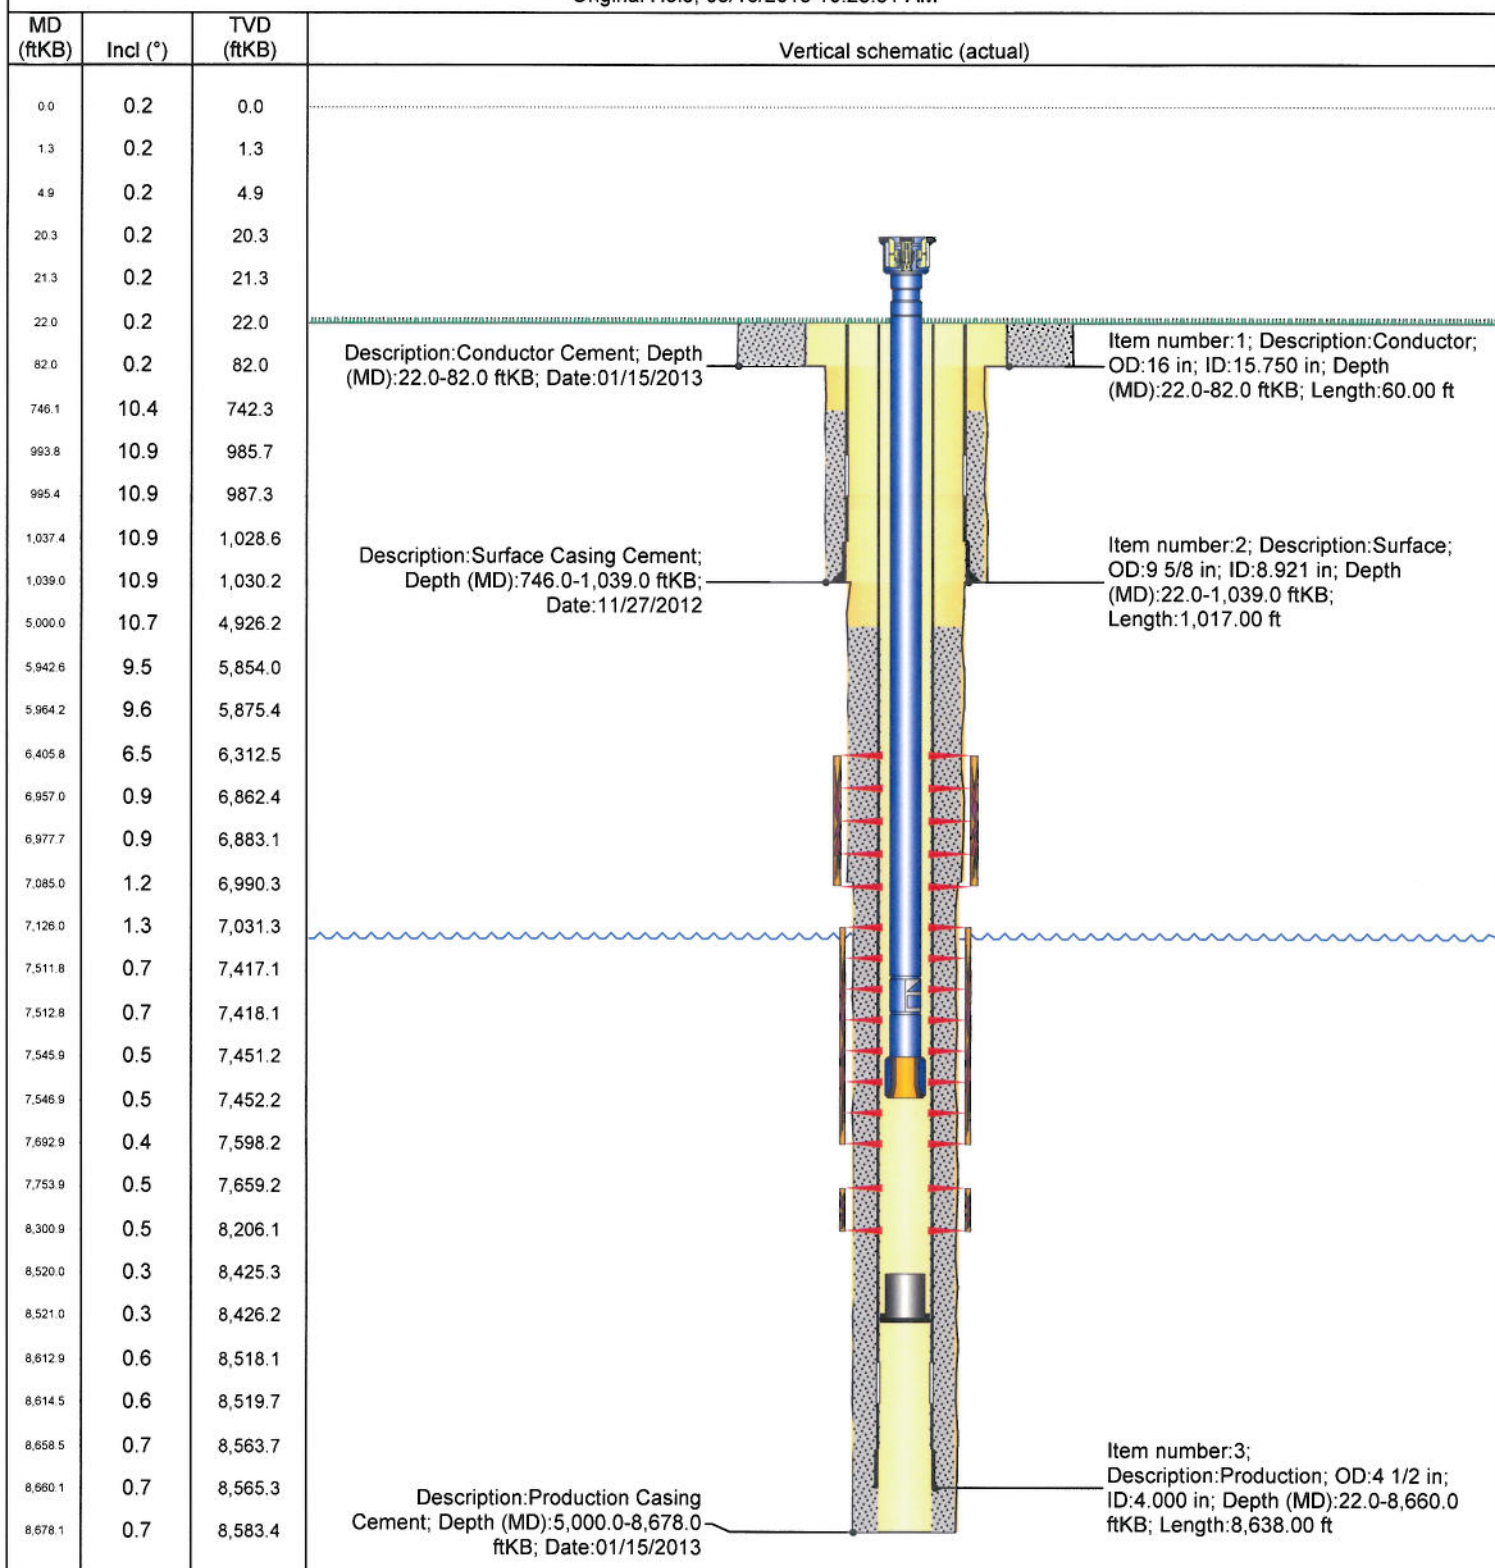 MD (ftKB) Incl (°) TVD (ftKB) Vertical schematic (actual)
0.0 0.2 0.0
1.3 0.2 1.3
4.9 0.2 4.9
20.3 0.2 20.3
21.3 0.2 21.3
22.0 0.2 22.0
82.0 0.2 82.0
746.1 10.4 742.3
993.8 10.9 985.7
995.4 10.9 987.3
1,037.4 10.9 1,028.6
1,039.0 10.9 1,030.2
5,000.0 10.7 4,926.2
5,942.6 9.5 5,854.0
5,964.2 9.6 5,875.4
6,405.8 6.5 6,312.5
6,957.0 0.9 6,862.4
6,977.7 0.9 6,883.1
7,085.0 1.2 6,990.3
7,126.0 1.3 7,031.3
7,511.8 0.7 7,417.1
7,512.8 0.7 7,418.1
7,545.9 0.5 7,451.2
7,546.9 0.5 7,452.2
7,692.9 0.4 7,598.2
7,753.9 0.5 7,659.2
8,300.9 0.5 8,206.1
8,520.0 0.3 8,425.3
8,521.0 0.3 8,426.2
8,612.9 0.6 8,518.1
8,614.5 0.6 8,519.7
8,658.5 0.7 8,563.7
8,660.1 0.7 8,565.3
8,678.1 0.7 8,583.4
Description:Conductor Cement; Depth
(MD):22.0-82.0 ftKB; Date:01/15/2013
Item number:1; Description:Conductor;
OD:16 in; ID:15.750 in; Depth
(MD):22.0-82.0 ftKB; Length:60.00 ft
Description:Surface Casing Cement;
Depth (MD):746.0-1,039.0 ftKB;
Date:11/27/2012
Item number:2; Description:Surface;
OD:9 5/8 in; ID:8.921 in; Depth
(MD):22.0-1,039.0 ftKB;
Length:1,017.00 ft
Description:Production Casing
Cement; Depth (MD):5,000.0-8,678.0
ftKB; Date:01/15/2013
Item number:3;
Description:Production; OD:4 1/2 in;
ID:4.000 in; Depth (MD):22.0-8,660.0
ftKB; Length:8,638.00 ft